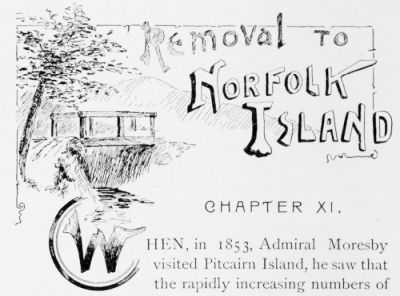 Removal to
Norfolk
Island
CHAPTER XI.
WHEN, in 1853, Admiral Moresby
visited Pitcairn Island, he saw that
the rapidly increasing numbers of